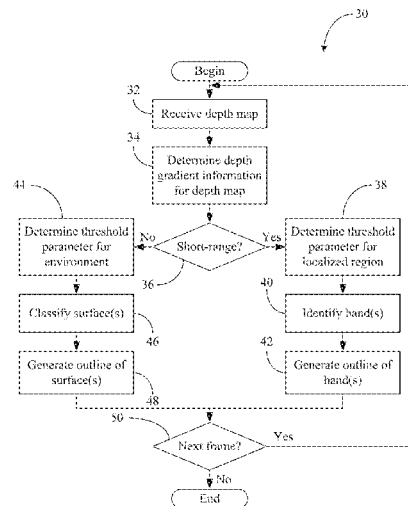 30
Begin
32
Receive depth map
34
Determine depth
gradient information
for depth map
44
38
Determine threshold
parameter for
environment
No
Short-range?
Yes
Determine threshold
parameter for
localized region
36
40
Classify surface(s)
46
Identify hand(s)
42
Generate outline of
surface(s)
48
Generate outline of
hand(s)
50
Next frame?
Yes
No
End